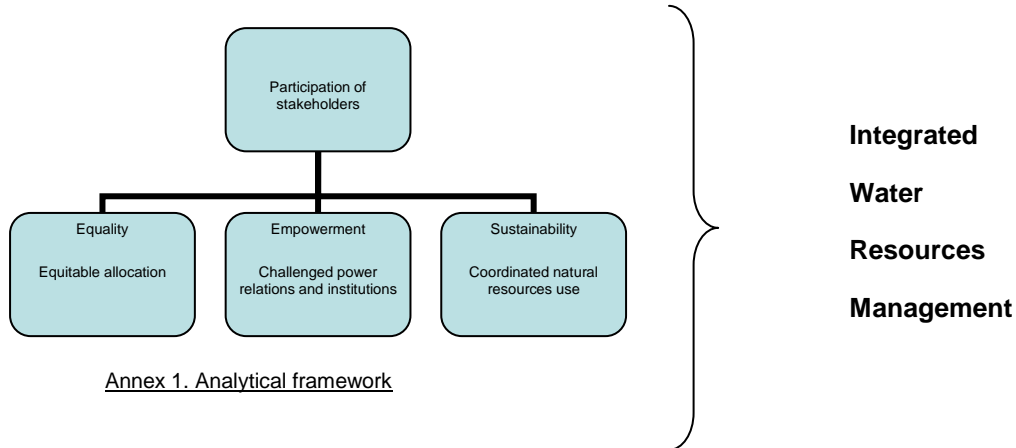 Participation of
stakeholders
Equality
Equitable allocation
Empowerment
Challenged power
relations and institutions
Sustainability
Coordinated natural
resources use
Integrated
Water
Resources
Management
Annex 1. Analytical framework